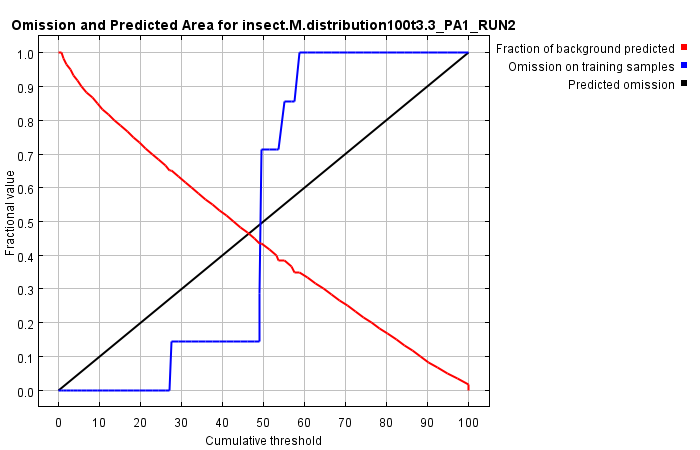 Omission and Predicted Area for insect.M.distribution100t3.3_PA1_RUN2
Fraction of background predicted
Omission on training samples
Predicted omission
Fractional value
1.0
0.9
0.8
0.7
0.6
0.5
0.4
0.3
0.2
0.1
0.0
0 10 20 30 40 50 60 70 80 90 100
Cumulative threshold